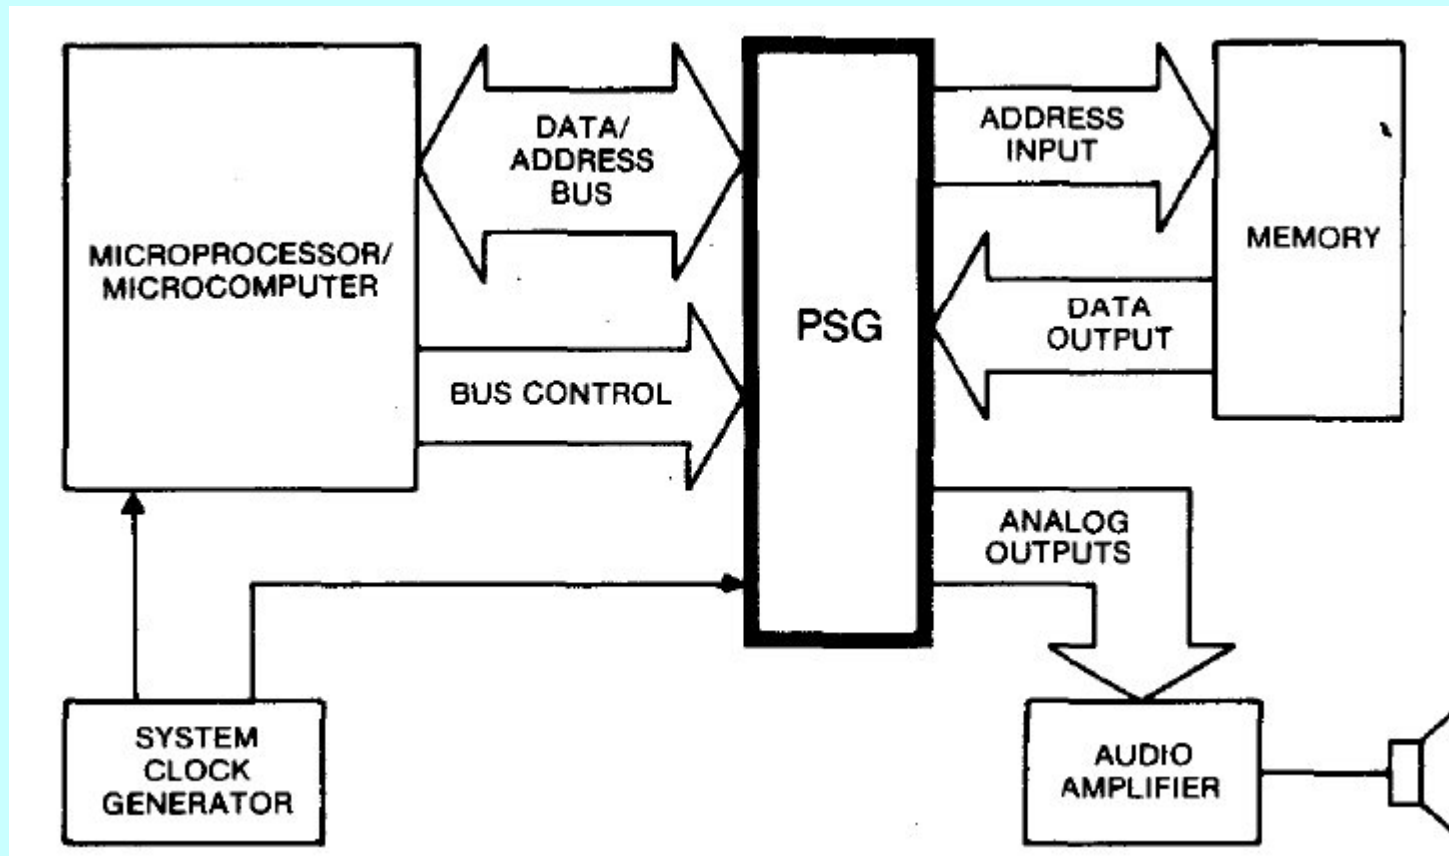 DATA/
ADDRESS
BUS
ADDRESS
INPUT
MICROPROCESSOR/
MICROCOMPUTER
MEMORY
PSG
DATA
OUTPUT
BUS CONTROL
ANALOG
OUTPUTS
SYSTEM
CLOCK
GENERATOR
AUDIO
AMPLIFIER